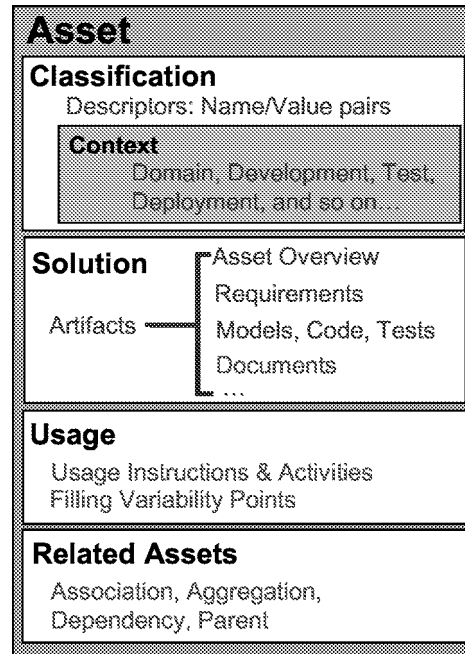 Asset
Classification
Descriptors: Name/Value pairs
Context
Domain, Development, Test,
Deployment, and so on...
Solution
Artifacts
Asset Overview
Requirements
Models, Code, Tests
Documents
...
Usage
Usage Instructions & Activities
Filling Variability Points
Related Assets
Association, Aggregation,
Dependency, Parent